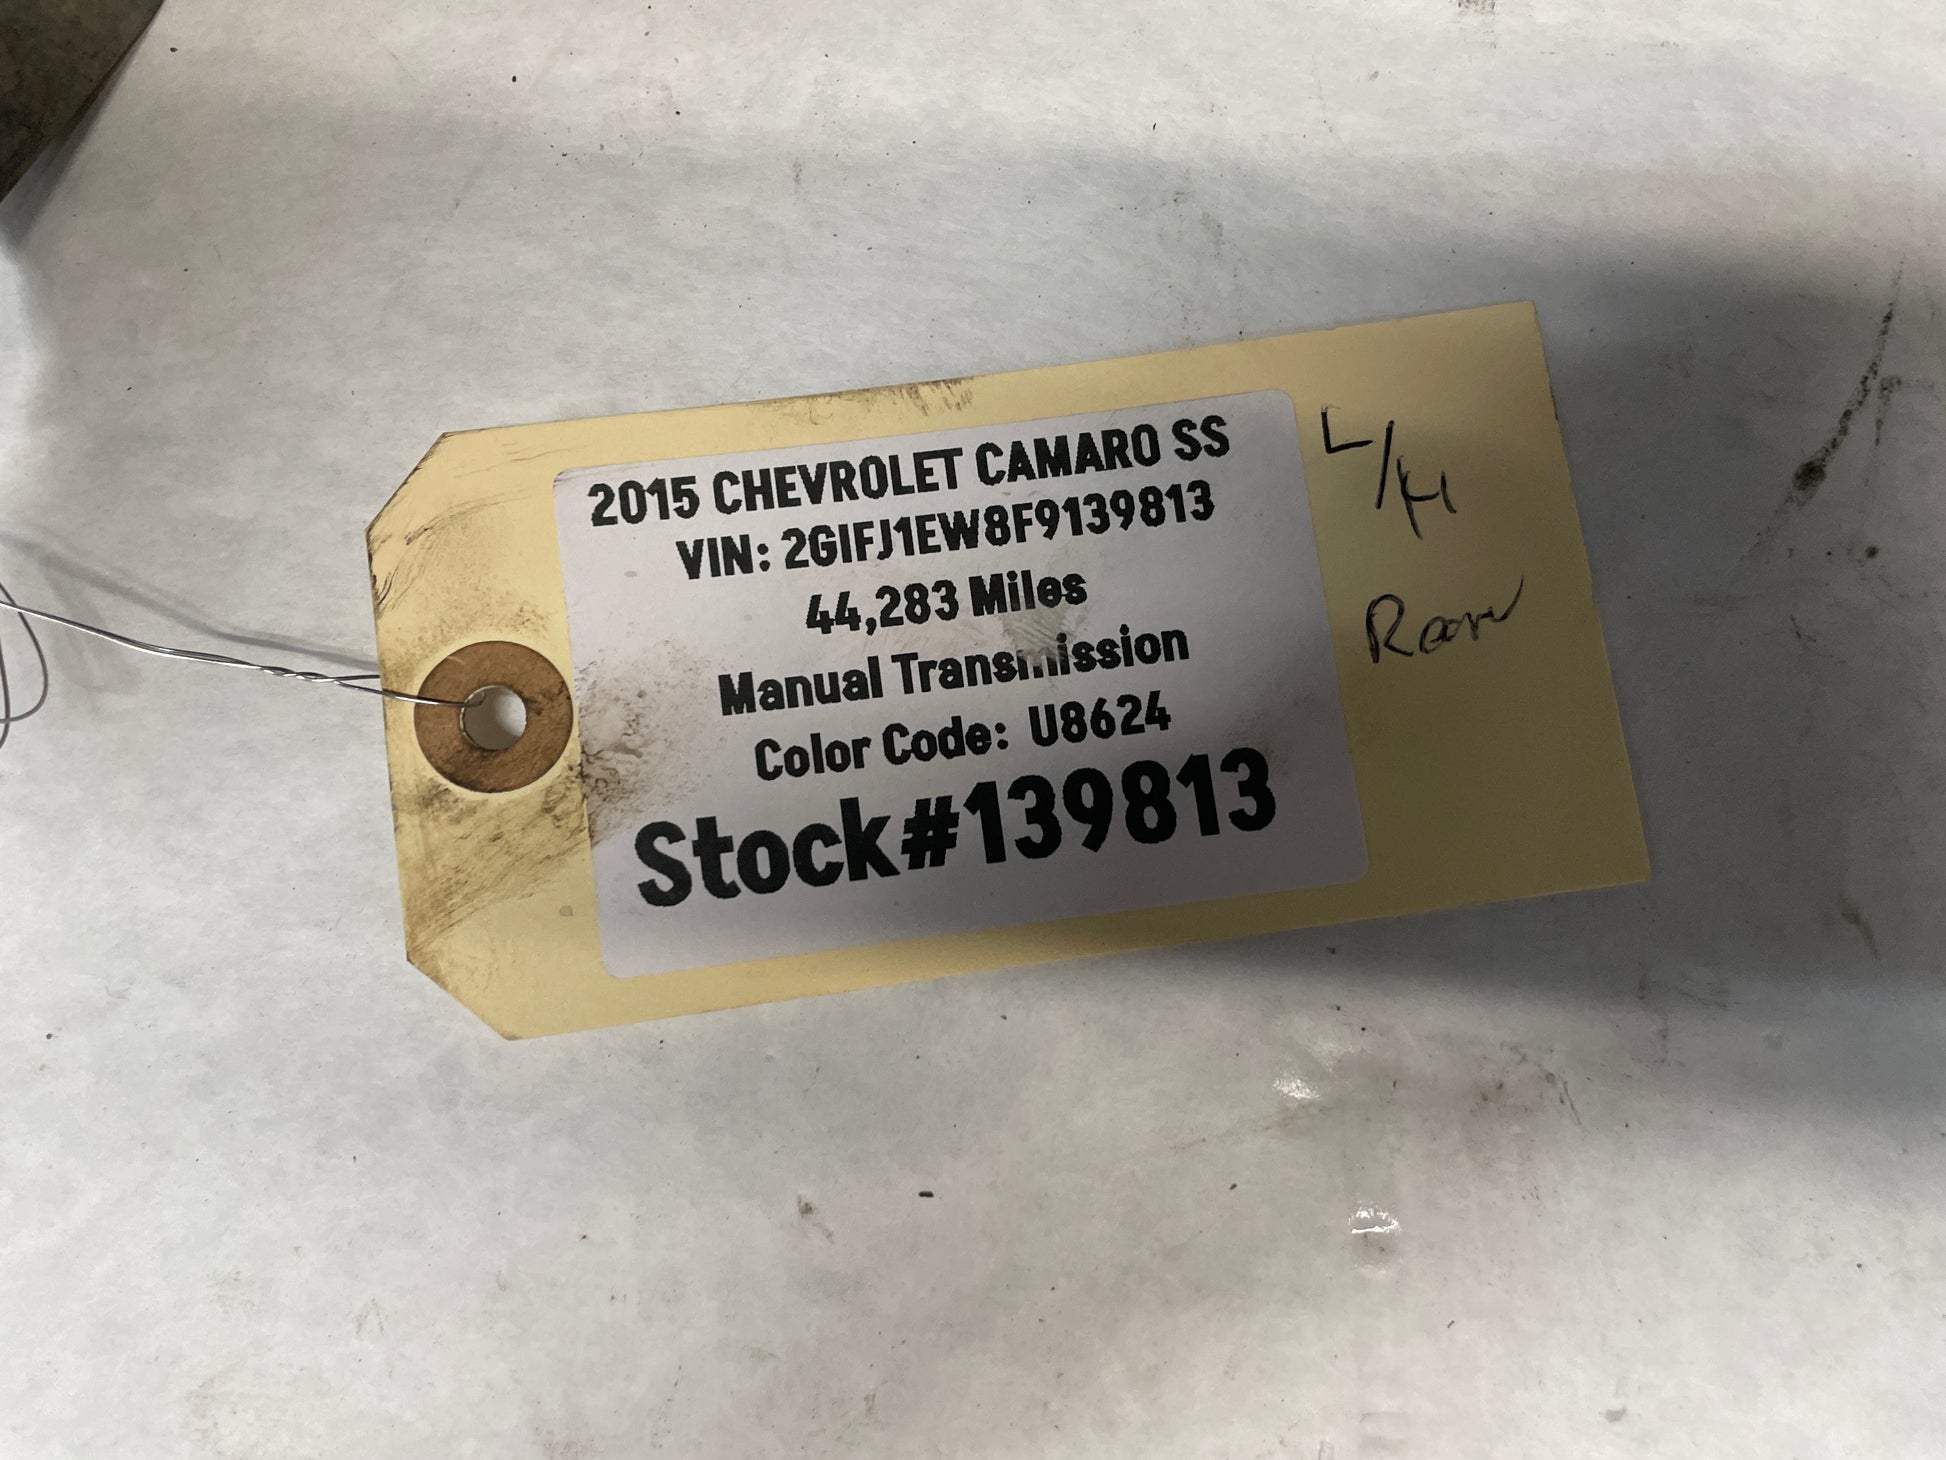 2015 CHEVROLET CAMARO SS
VIN: 2GIFJ1EW8F9139813
44,283 Miles
Manual Transmission
Color Code: U8624
Stock#139813
L/H
Rear